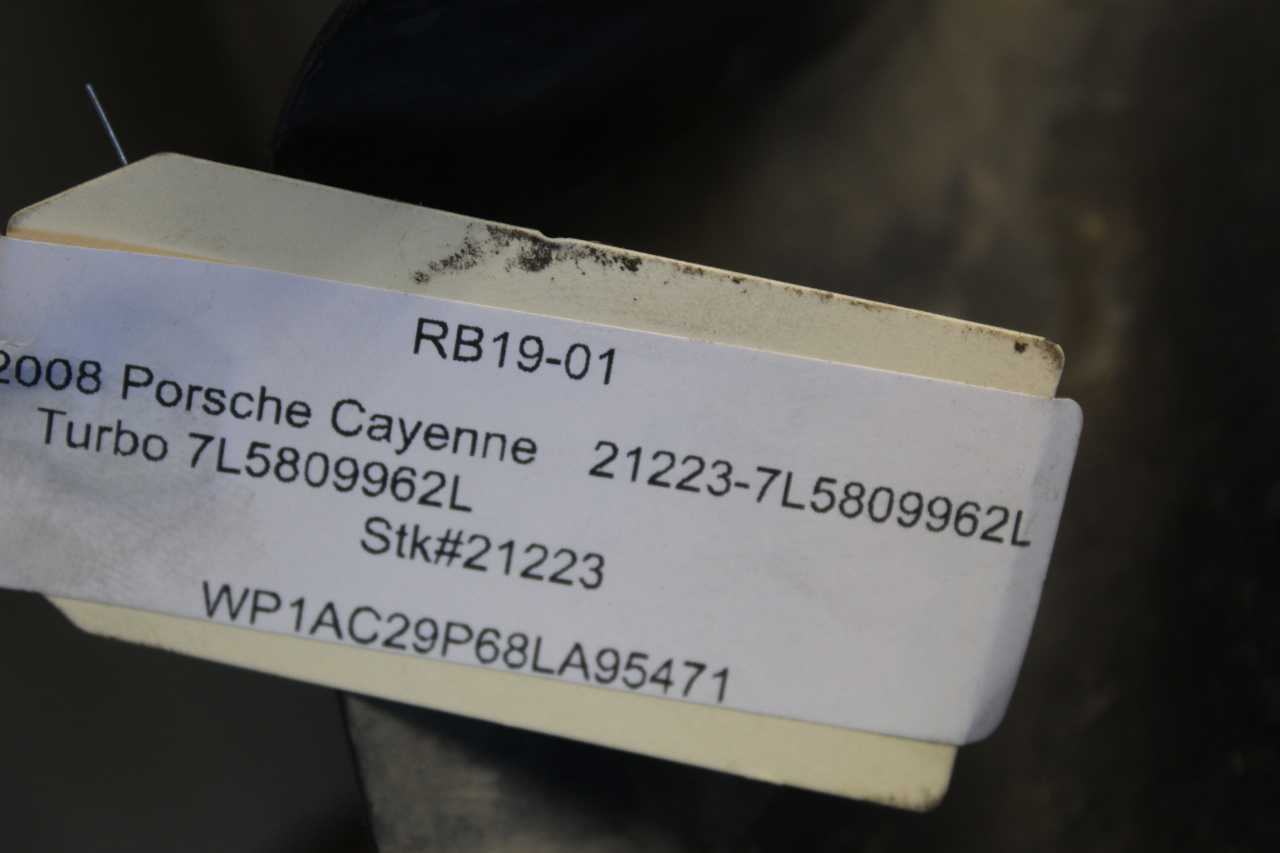 RB19-01
2008 Porsche Cayenne
Turbo 7L5809962L
21223-7L5809962L
Stk#21223
WP1AC29P68LA95471